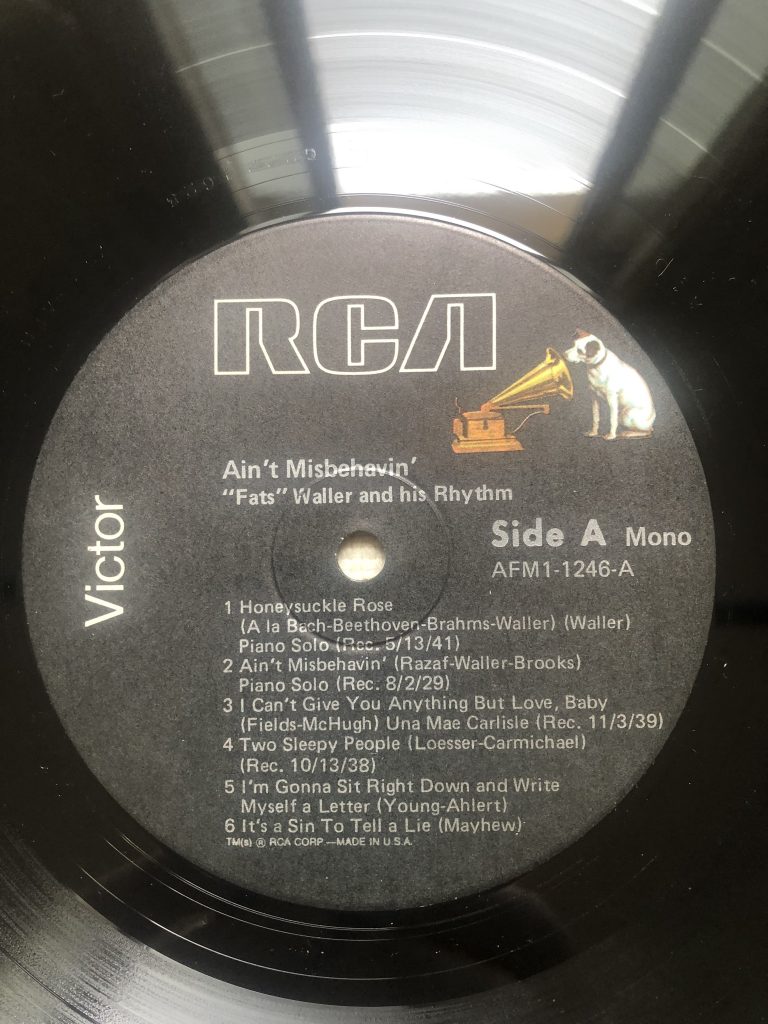 RCA
Ain't Misbehavin'
"Fats" Waller and his Rhythm
Victor
Side A Mono
AFM1-1246-A
1 Honeysuckle Rose
(A la Bach-Beethoven-Brahms-Waller) (Waller)
Piano Solo (Rec. 5/13/41)
2 Ain't Misbehavin' (Razaf-Waller-Brooks)
Piano Solo (Rec. 8/2/29)
3 I Can't Give You Anything But Love, Baby
(Fields-McHugh) Una Mae Carlisle (Rec. 11/3/39)
4 Two Sleepy People (Loesser-Carmichael)
(Rec. 10/13/38)
5 I'm Gonna Sit Right Down and Write
Myself a Letter (Young-Ahlert)
6 It's a Sin To Tell a Lie (Mayhew)
TM(s) ® RCA CORP.—MADE IN U.S.A.